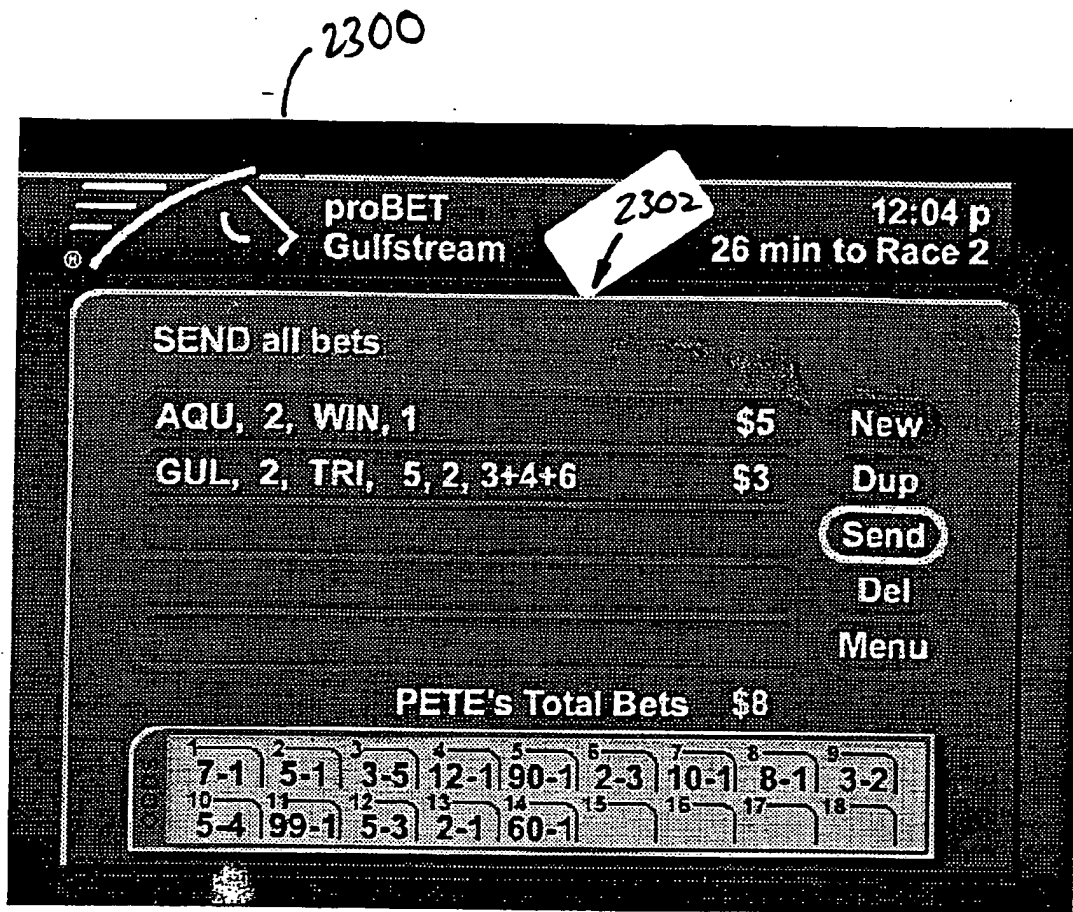 2300
proBET
Gulfstream
2302
12:04 p
26 min to Race 2
®
SEND all bets
AQU, 2, WIN, 1 $5 New
GUL, 2, TRI, 5, 2, 3+4+6 $3 Dup
Send
Del
Menu
PETE's Total Bets $8
ODDS
1 2 3 4 5 6 7 8 9
7-1 5-1 3-5 12-1 90-1 2-3 10-1 8-1 3-2
10 11 12 13 14 15 16 17 18
5-4 99-1 5-3 2-1 60-1